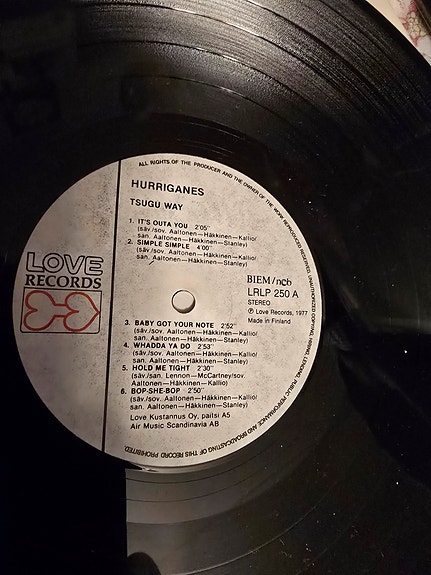 ALL RIGHTS OF THE PRODUCER AND THE OWNER OF THE WORK REPRODUCED RESERVED. UNAUTHORIZED COPYING, HIRING, LENDING, PUBLIC PERFORMANCE AND BROADCASTING OF THIS RECORD PROHIBITED.
HURRIGANES
TSUGU WAY
1. IT'S OUTA YOU 2'05"
(säv./sov. Aaltonen—Häkkinen—Kallio/
san. Aaltonen—Häkkinen—Stanley)
2. SIMPLE SIMPLE 4'00"
(säv./sov. Aaltonen—Häkkinen—Kallio/
san. Aaltonen—Häkkinen—Stanley)
LOVE
RECORDS
BIEM/ncb
LRLP 250 A
STEREO
℗ Love Records, 1977
Made in Finland
3. BABY GOT YOUR NOTE 2'52"
(säv./sov. Aaltonen—Häkkinen—Kallio/
san. Aaltonen—Häkkinen—Stanley)
4. WHADDA YA DO 2'53"
(säv./sov. Aaltonen—Häkkinen—Kallio/
san. Aaltonen—Häkkinen—Stanley)
5. HOLD ME TIGHT 2'30"
(säv./san. Lennon—McCartney/sov.
Aaltonen—Häkkinen—Kallio)
6. BOP-SHE-BOP 2'50"
(säv./sov. Aaltonen—Häkkinen—Kallio/
san. Aaltonen—Häkkinen—Stanley)
Love Kustannus Oy, paitsi A5
Air Music Scandinavia AB